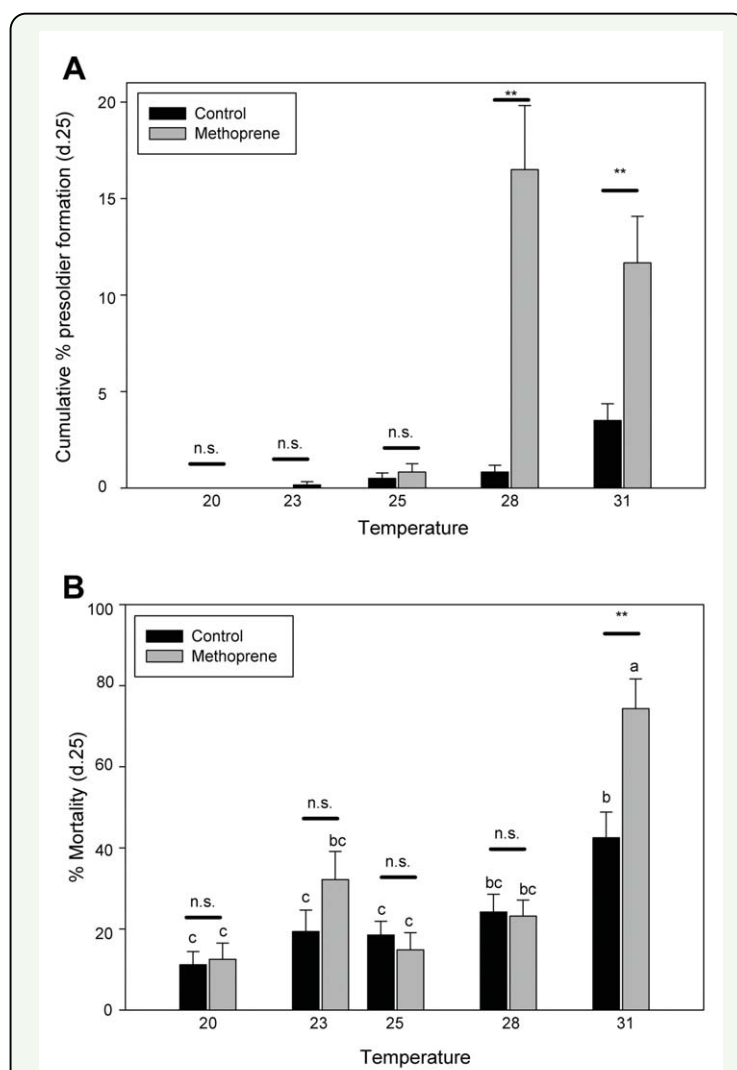 A
Control
Methoprene
Cumulative % presoldier formation (d.25)
20
15
10
5
0
**
**
n.s.
n.s.
n.s.
20 23 25 28 31
Temperature
B
Control
Methoprene
% Mortality (d.25)
100
80
60
40
20
0
**
a
b
n.s.
n.s.
bc
n.s.
n.s.
c
c c
bc bc
c c
20 23 25 28 31
Temperature